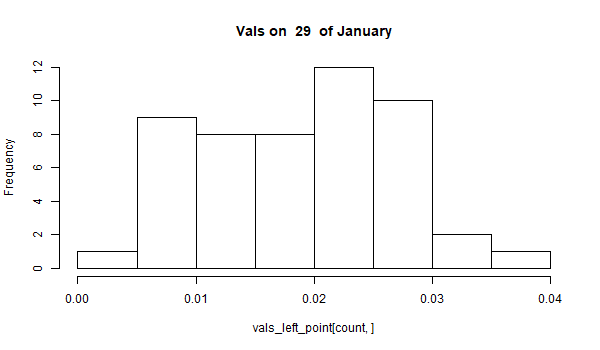 Vals on  29  of January
Frequency
12
10
8
6
4
2
0
0.00 0.01 0.02 0.03 0.04
vals_left_point[count, ]